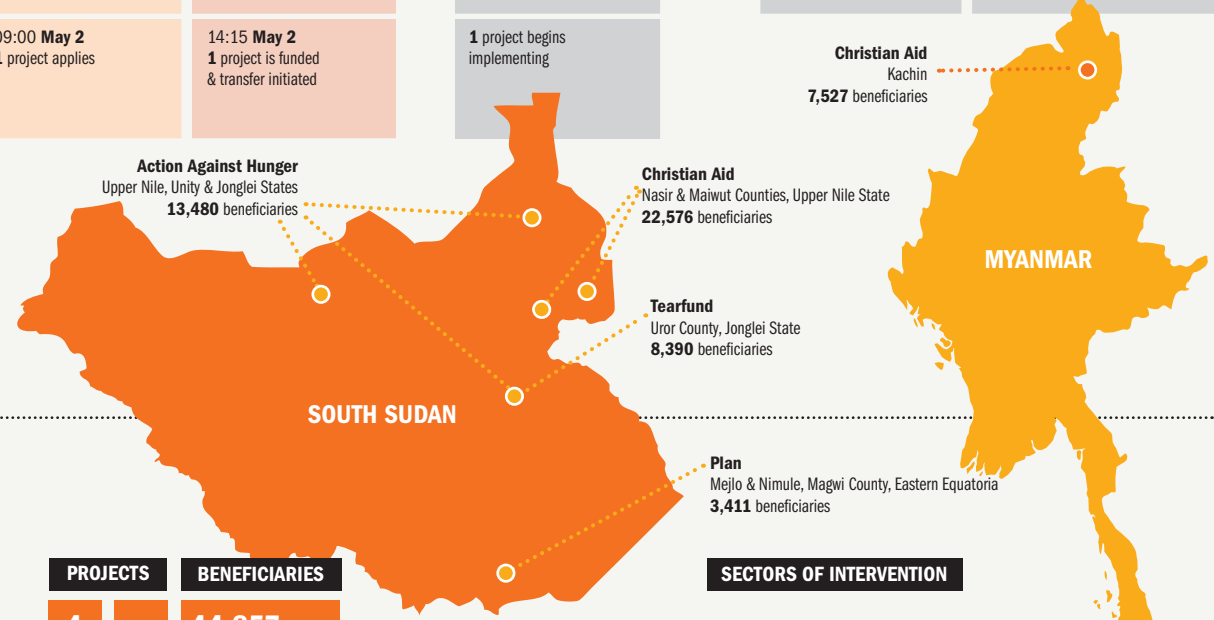 09:00 May 2
1 project applies
14:15 May 2
1 project is funded
& transfer initiated
1 project begins
implementing
Christian Aid
Kachin
7,527 beneficiaries
Action Against Hunger
Upper Nile, Unity & Jonglei States
13,480 beneficiaries
Christian Aid
Nasir & Maiwut Counties, Upper Nile State
22,576 beneficiaries
MYANMAR
Tearfund
Uror County, Jonglei State
8,390 beneficiaries
SOUTH SUDAN
Plan
Mejlo & Nimule, Magwi County, Eastern Equatoria
3,411 beneficiaries
PROJECTS
BENEFICIARIES
SECTORS OF INTERVENTION